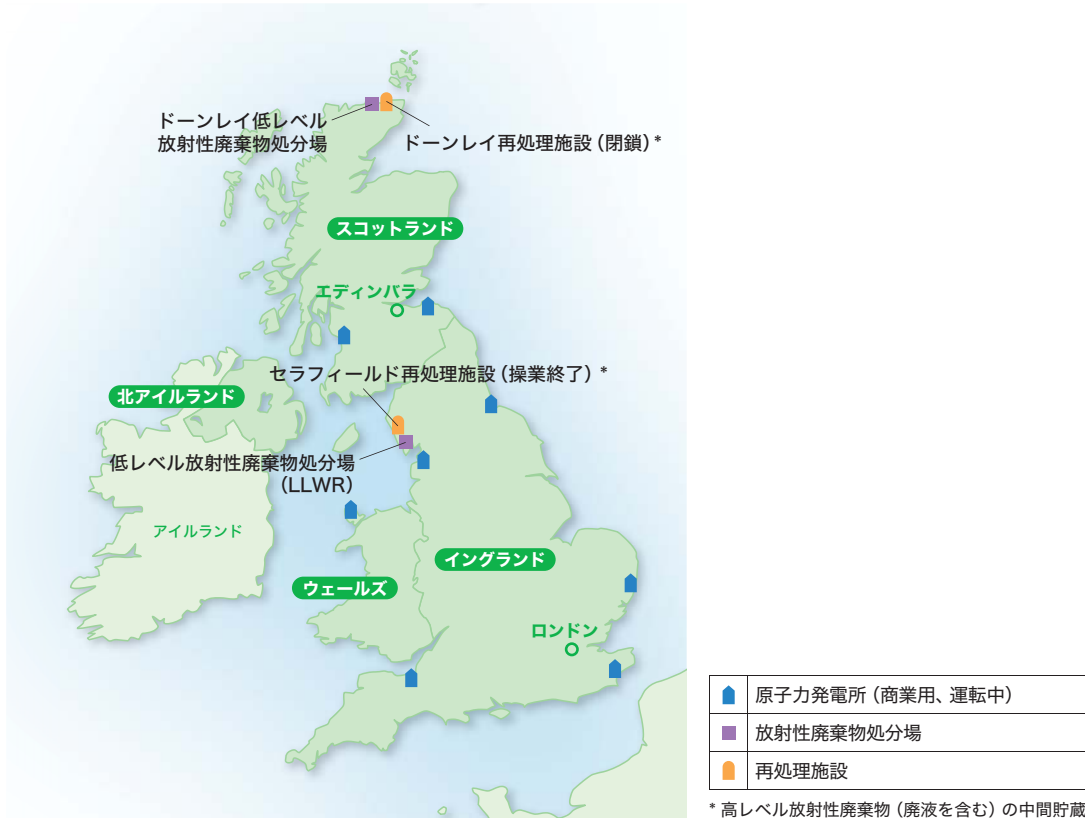 ドーンレイ低レベル
放射性廃棄物処分場
ドーンレイ再処理施設（閉鎖）*
スコットランド
エディンバラ
セラフィールド再処理施設（操業終了）*
北アイルランド
低レベル放射性廃棄物処分場
（LLWR）
アイルランド
イングランド
ウェールズ
ロンドン
原子力発電所（商業用、運転中）
放射性廃棄物処分場
再処理施設
* 高レベル放射性廃棄物（廃液を含む）の中間貯蔵